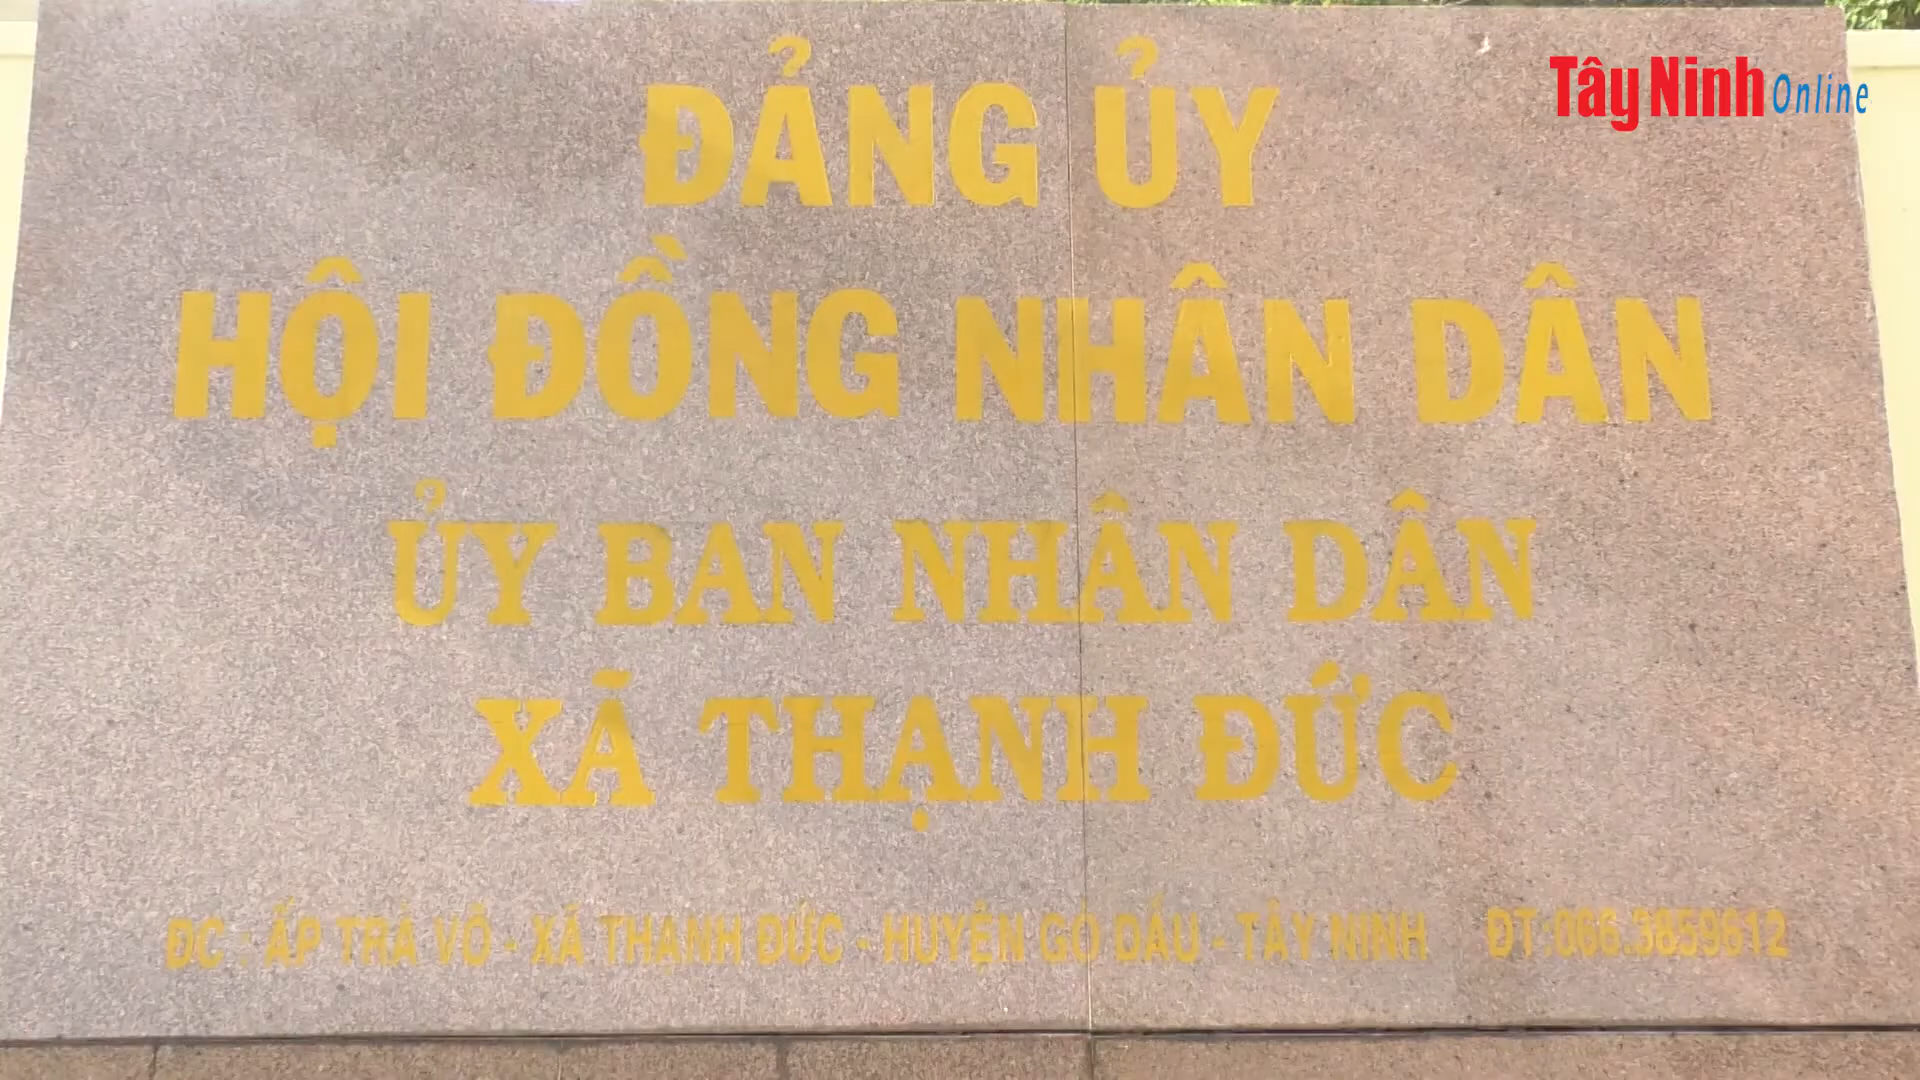 Tây Ninh Online
ĐẢNG ỦY
HỘI ĐỒNG NHÂN DÂN
ỦY BAN NHÂN DÂN
XÃ THẠNH ĐỨC
ĐC : ẤP TRÀ VÕ - XÃ THẠNH ĐỨC - HUYỆN GÒ DẦU - TÂY NINH ĐT:066.3859612